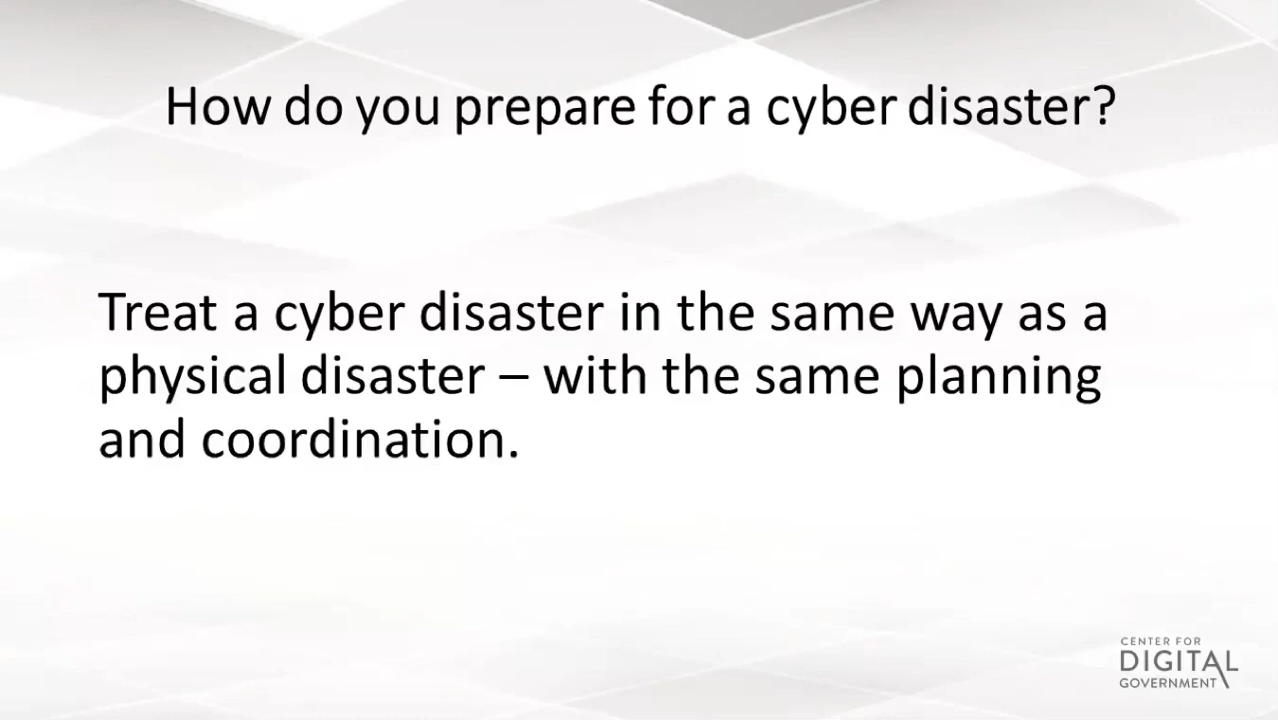 How do you prepare for a cyber disaster?
Treat a cyber disaster in the same way as a
physical disaster – with the same planning
and coordination.
CENTER FOR
DIGITAL
GOVERNMENT